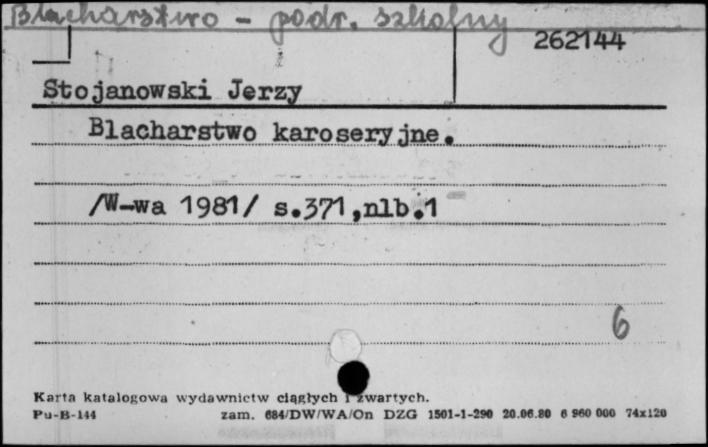 Blacharstwo - podr. szkolny
262144
Stojanowski Jerzy
Blacharstwo karoseryjne.
/W-wa 1981/ s.371,nlb.1
6
Karta katalogowa wydawnictw ciągłych i zwartych.
Pu-B-144 zam. 684/DW/WA/On DZG 1501-1-290 20.06.80 6 960 000 74x120